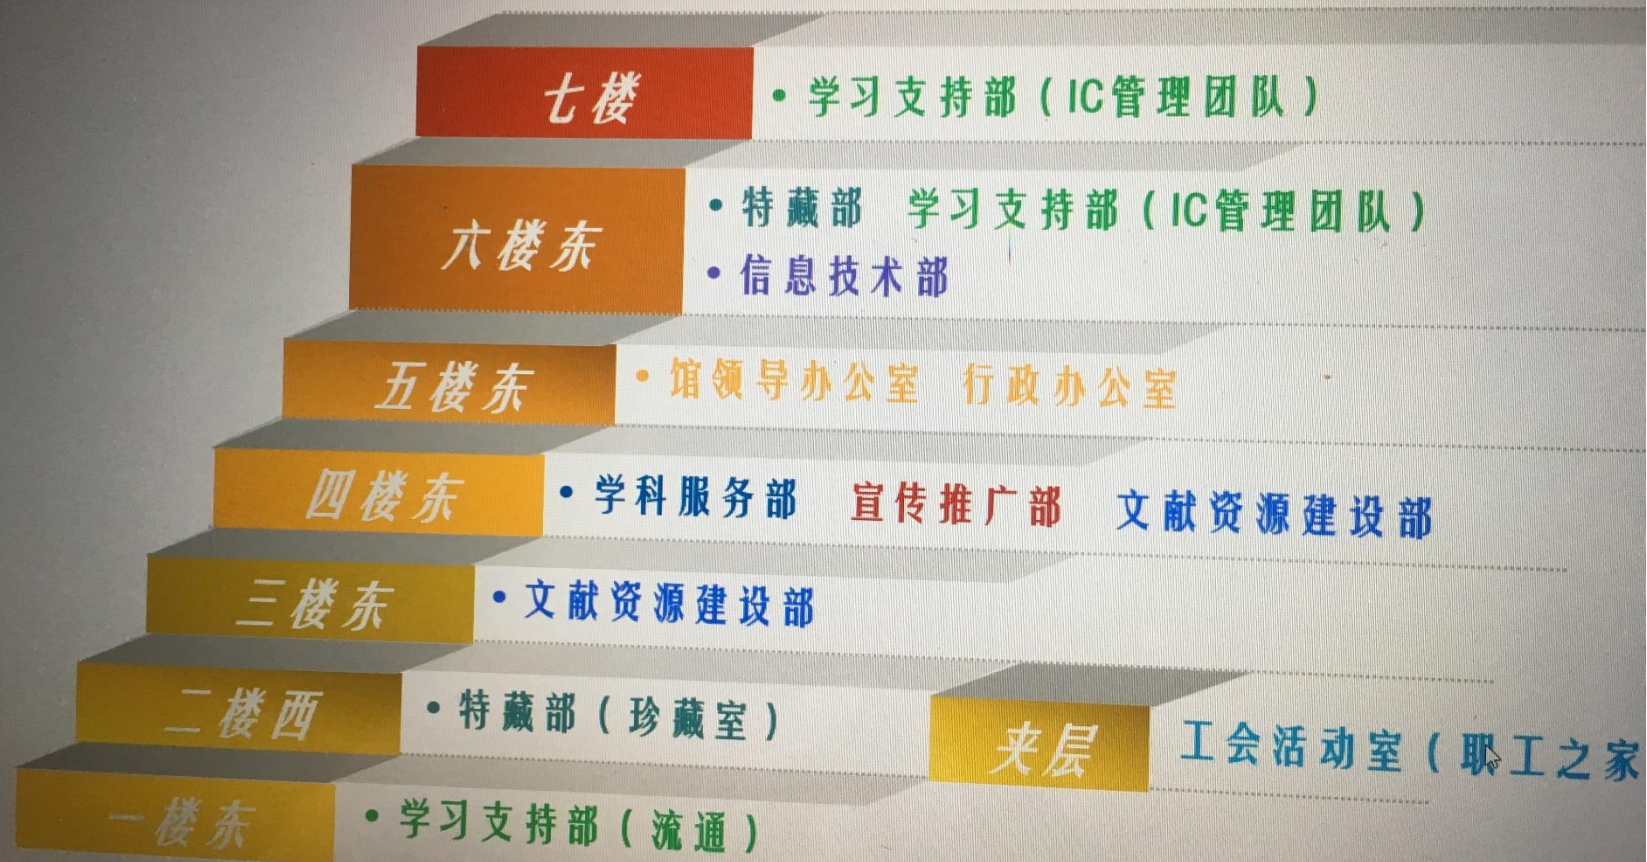 七楼
• 学习支持部（IC管理团队）
六楼东
• 特藏部 学习支持部（IC管理团队）
• 信息技术部
五楼东
• 馆领导办公室 行政办公室
四楼东
• 学科服务部 宣传推广部 文献资源建设部
三楼东
• 文献资源建设部
二楼西
• 特藏部（珍藏室）
夹层
工会活动室（职工之家
一楼东
• 学习支持部（流通）